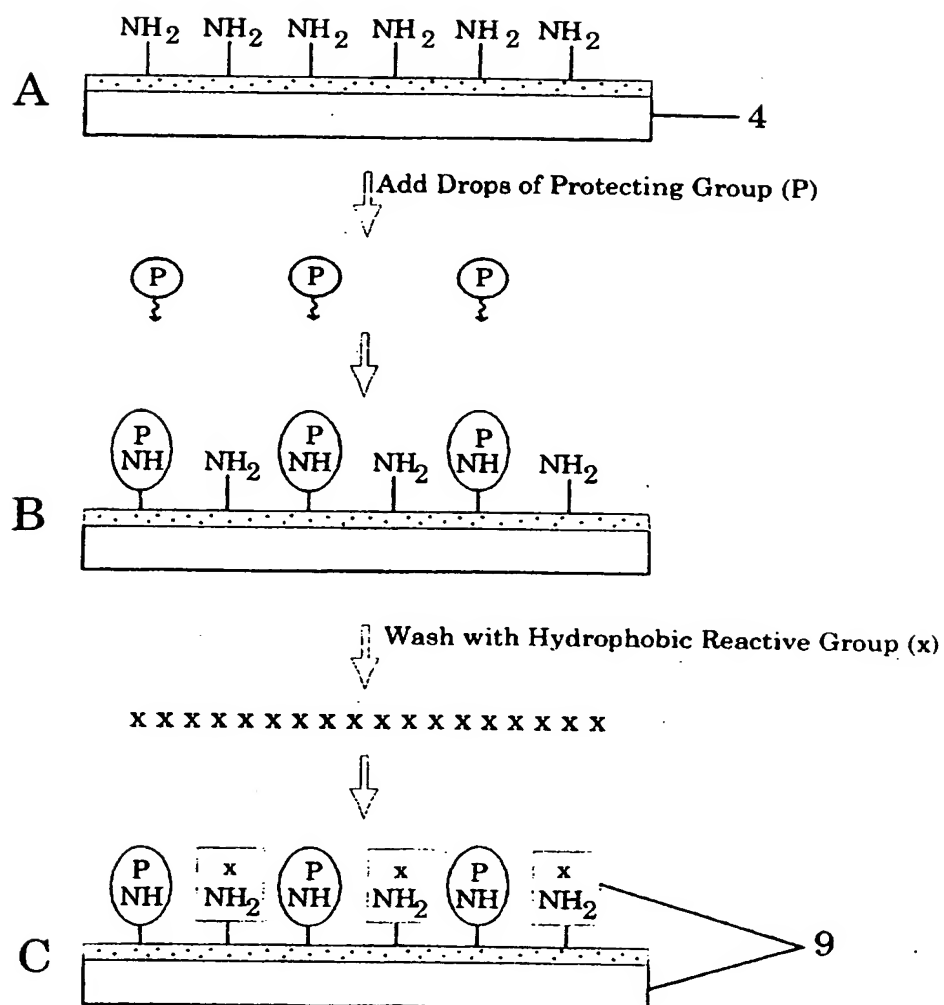 NH2 NH2 NH2 NH2 NH2 NH2
A
4
Add Drops of Protecting Group (P)
P P P
P P P
NH NH2 NH NH2 NH NH2
B
Wash with Hydrophobic Reactive Group (x)
x x x x x x x x x x x x x x x x x x
P x P x P x
NH NH2 NH NH2 NH NH2
C
9